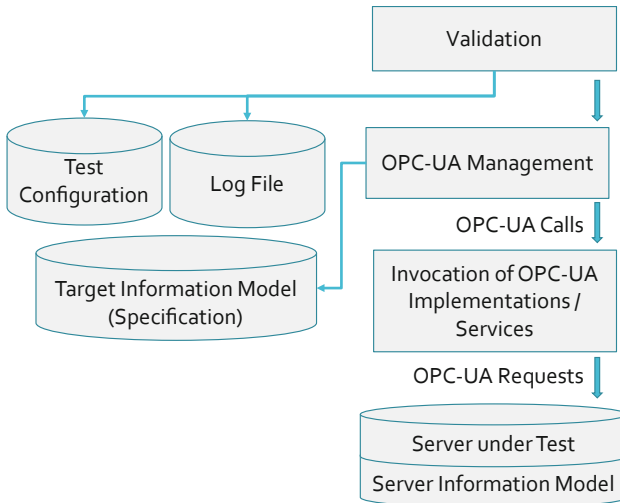 Validation
Test
Configuration
Log File
OPC-UA Management
OPC-UA Calls
Target Information Model
(Specification)
Invocation of OPC-UA
Implementations /
Services
OPC-UA Requests
Server under Test
Server Information Model